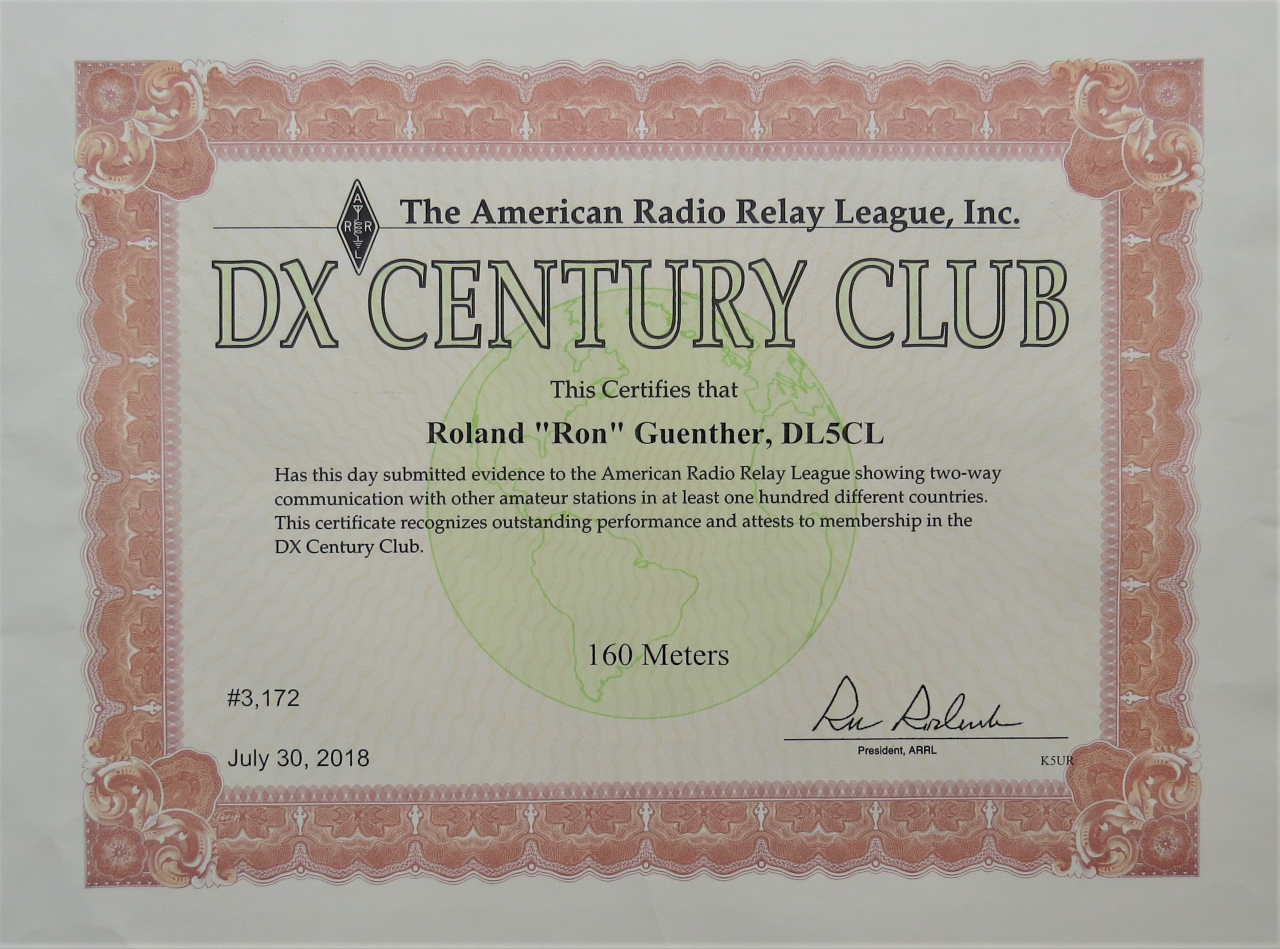 The American Radio Relay League, Inc.
A
R R
L
DX CENTURY CLUB
This Certifies that
Roland "Ron" Guenther, DL5CL
Has this day submitted evidence to the American Radio Relay League showing two-way
communication with other amateur stations in at least one hundred different countries.
This certificate recognizes outstanding performance and attests to membership in the
DX Century Club.
160 Meters
#3,172
July 30, 2018
President, ARRL
K5UR